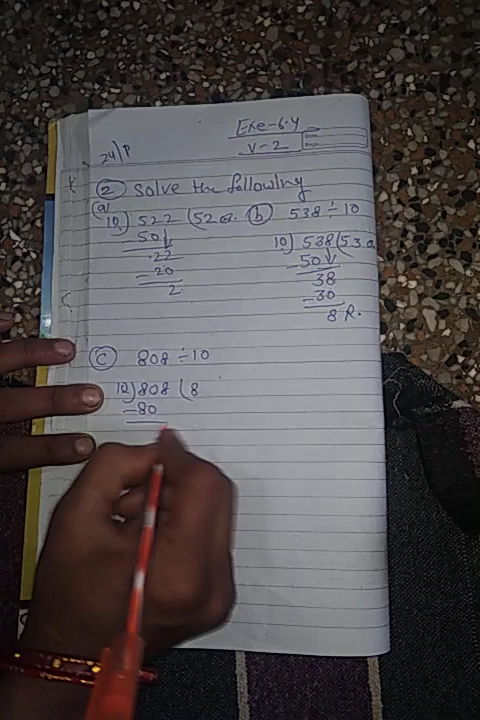 Exe-6.4
24/P
V-2
② Solve the following
(a)
10) 522 (52 Q.
-50↓
22
-20
2
(b) 538 ÷ 10
10) 538 (53 Q
-50↓
38
-30
8 R.
(c) 808 ÷ 10
10) 808 (8
-80